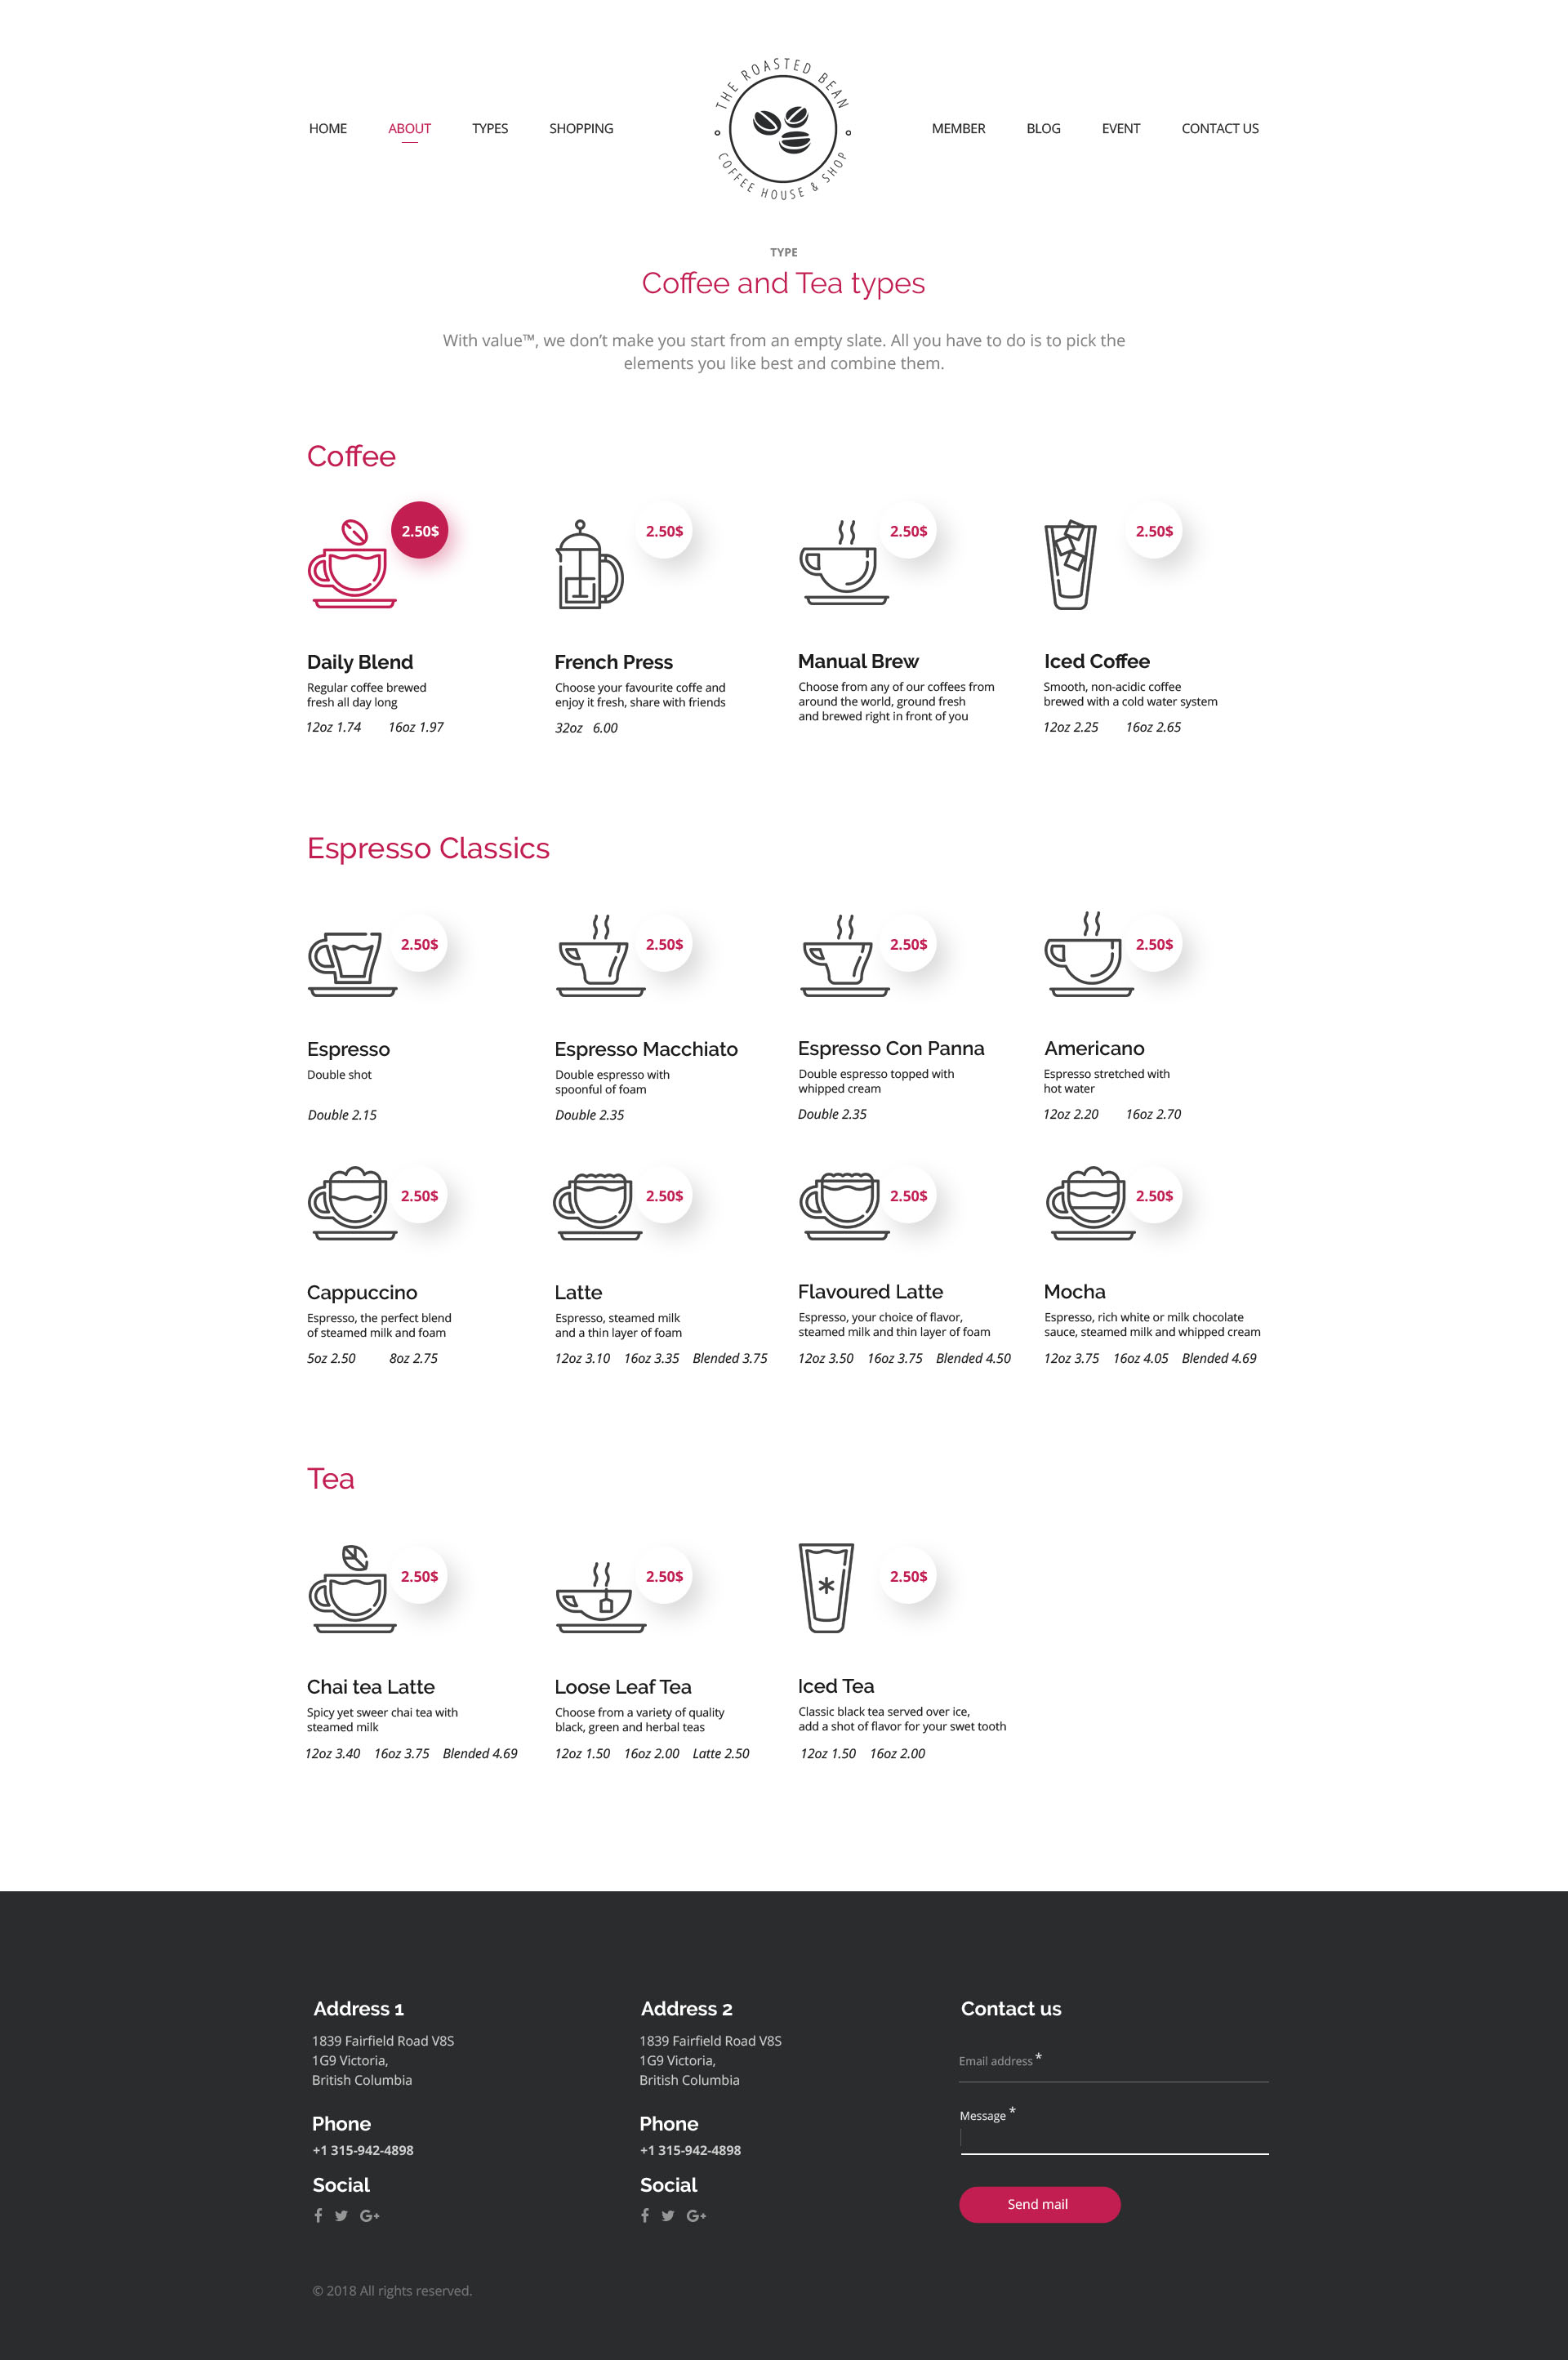 HOME
ABOUT
TYPES
SHOPPING
THE ROASTED BEAN
COFFEE HOUSE & SHOP
MEMBER
BLOG
EVENT
CONTACT US
TYPE
Coffee and Tea types
With value™, we don’t make you start from an empty slate. All you have to do is to pick the
elements you like best and combine them.
Coffee
2.50$
Daily Blend
Regular coffee brewed
fresh all day long
12oz 1.74 16oz 1.97
2.50$
French Press
Choose your favourite coffe and
enjoy it fresh, share with friends
32oz 6.00
2.50$
Manual Brew
Choose from any of our coffees from
around the world, ground fresh
and brewed right in front of you
2.50$
Iced Coffee
Smooth, non-acidic coffee
brewed with a cold water system
12oz 2.25 16oz 2.65
Espresso Classics
2.50$
Espresso
Double shot
Double 2.15
2.50$
Espresso Macchiato
Double espresso with
spoonful of foam
Double 2.35
2.50$
Espresso Con Panna
Double espresso topped with
whipped cream
Double 2.35
2.50$
Americano
Espresso stretched with
hot water
12oz 2.20 16oz 2.70
2.50$
Cappuccino
Espresso, the perfect blend
of steamed milk and foam
5oz 2.50 8oz 2.75
2.50$
Latte
Espresso, steamed milk
and a thin layer of foam
12oz 3.10 16oz 3.35 Blended 3.75
2.50$
Flavoured Latte
Espresso, your choice of flavor,
steamed milk and thin layer of foam
12oz 3.50 16oz 3.75 Blended 4.50
2.50$
Mocha
Espresso, rich white or milk chocolate
sauce, steamed milk and whipped cream
12oz 3.75 16oz 4.05 Blended 4.69
Tea
2.50$
Chai tea Latte
Spicy yet sweer chai tea with
steamed milk
12oz 3.40 16oz 3.75 Blended 4.69
2.50$
Loose Leaf Tea
Choose from a variety of quality
black, green and herbal teas
12oz 1.50 16oz 2.00 Latte 2.50
2.50$
Iced Tea
Classic black tea served over ice,
add a shot of flavor for your swet tooth
12oz 1.50 16oz 2.00
Address 1
1839 Fairfield Road V8S
1G9 Victoria,
British Columbia
Phone
+1 315-942-4898
Social
Address 2
1839 Fairfield Road V8S
1G9 Victoria,
British Columbia
Phone
+1 315-942-4898
Social
Contact us
Email address *
Message *
Send mail
© 2018 All rights reserved.